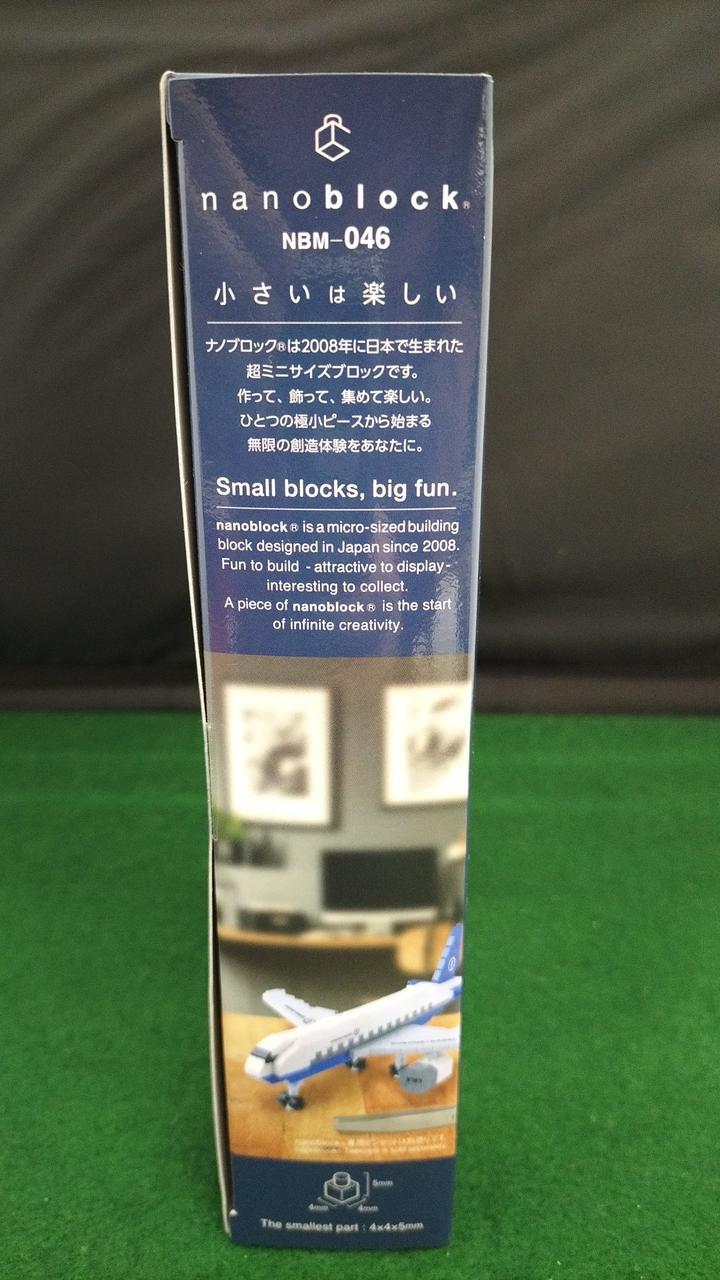 nanoblock®
NBM-046
小さいは楽しい
ナノブロック®は2008年に日本で生まれた
超ミニサイズブロックです。
作って、飾って、集めて楽しい。
ひとつの極小ピースから始まる
無限の創造体験をあなたに。
Small blocks, big fun.
nanoblock® is a micro-sized building
block designed in Japan since 2008.
Fun to build - attractive to display-
interesting to collect.
A piece of nanoblock® is the start
of infinite creativity.
5mm
4mm 4mm
The smallest part : 4x4x5mm